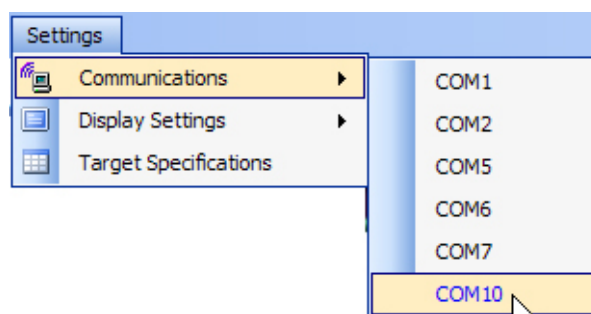 Settings
Communications
Display Settings
Target Specifications
COM1
COM2
COM5
COM6
COM7
COM10